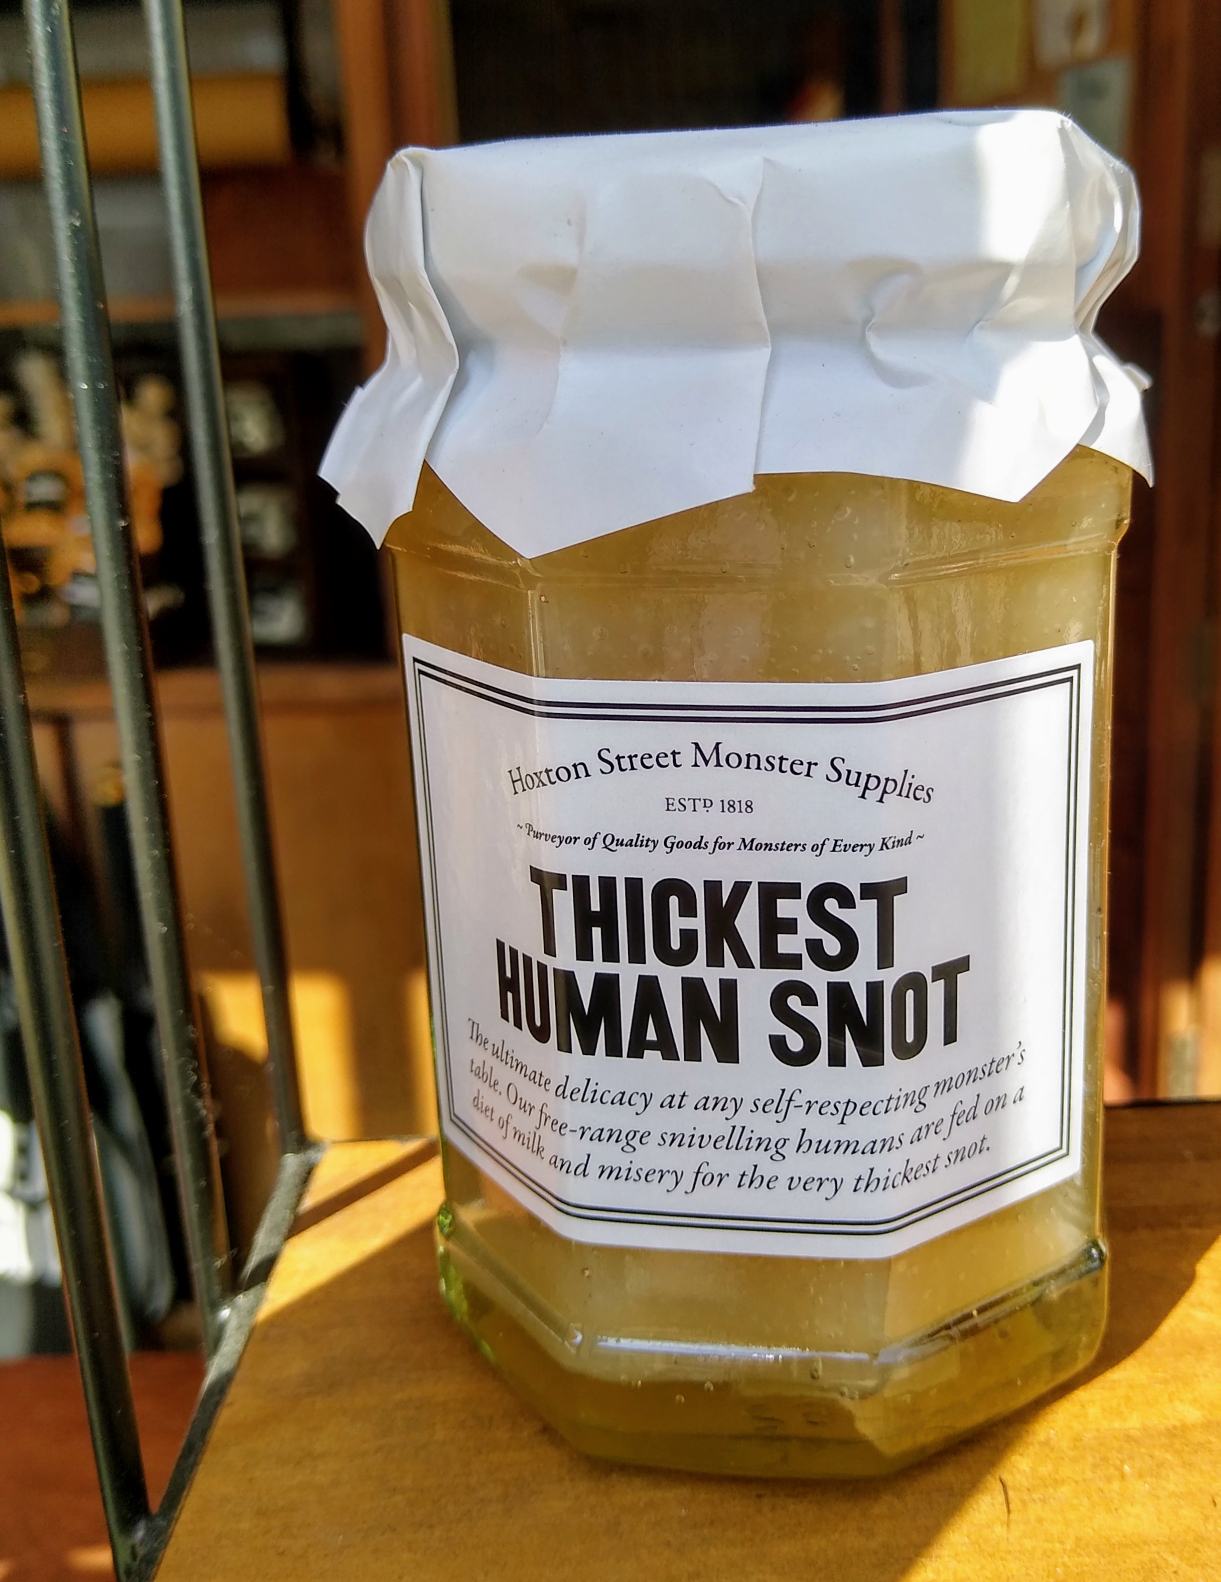 Hoxton Street Monster Supplies
ESTD 1818
~ Purveyor of Quality Goods for Monsters of Every Kind ~
THICKEST
HUMAN SNOT
The ultimate delicacy at any self-respecting monster's
table. Our free-range snivelling humans are fed on a
diet of milk and misery for the very thickest snot.